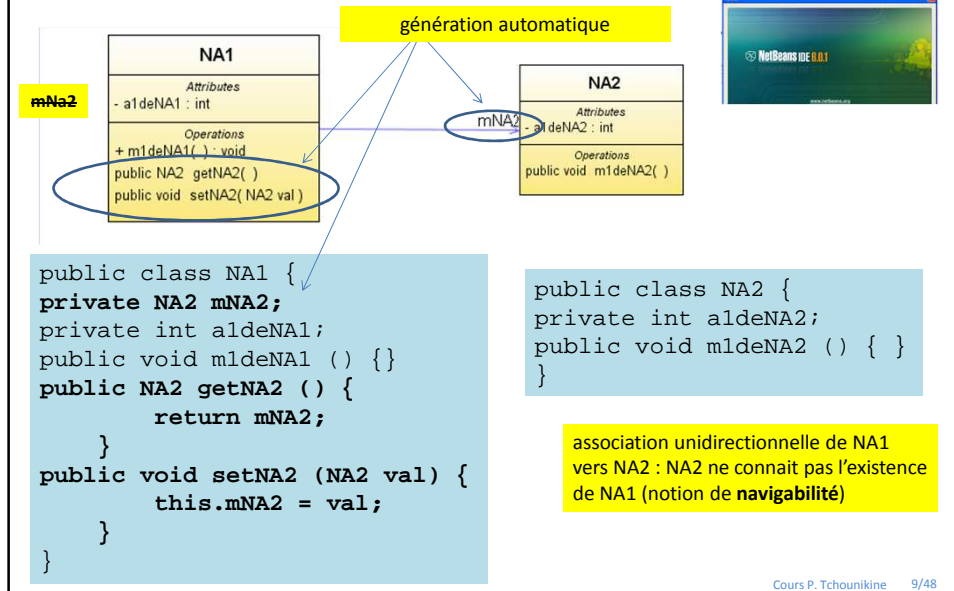 génération automatique
NetBeans IDE 6.0.1
www.netbeans.org
mNa2
NA1
Attributes
- a1deNA1 : int
Operations
+ m1deNA1( ) : void
public NA2 getNA2( )
public void setNA2( NA2 val )
mNA2
NA2
Attributes
- a1deNA2 : int
Operations
public void m1deNA2( )
public class NA1 {
private NA2 mNA2;
private int a1deNA1;
public void m1deNA1 () {}
public NA2 getNA2 () {
return mNA2;
}
public void setNA2 (NA2 val) {
this.mNA2 = val;
}
}
public class NA2 {
private int a1deNA2;
public void m1deNA2 () { }
}
association unidirectionnelle de NA1
vers NA2 : NA2 ne connait pas l’existence
de NA1 (notion de navigabilité)
Cours P. Tchounikine 9/48